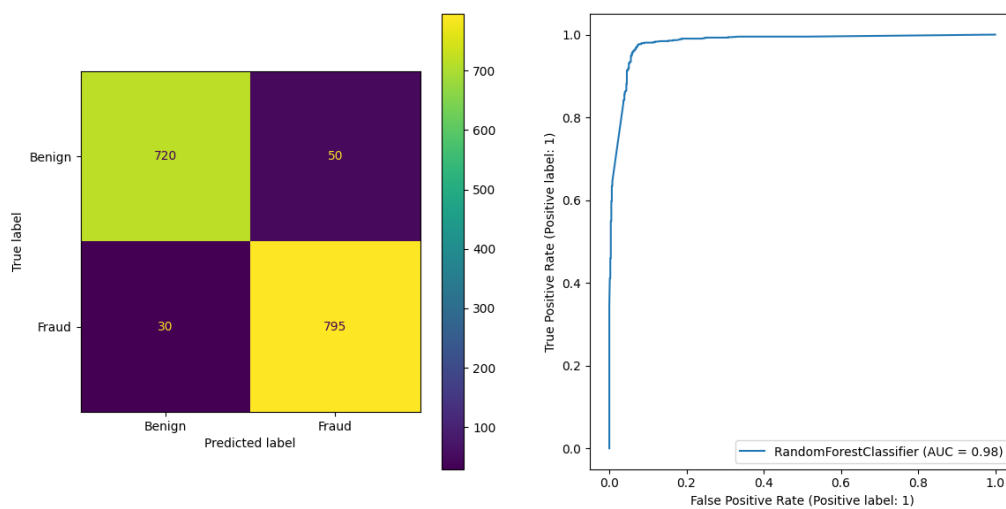 Benign
Fraud
True label
720
50
30
795
Benign
Fraud
Predicted label
700
600
500
400
300
200
100
1.0
0.8
0.6
0.4
0.2
0.0
True Positive Rate (Positive label: 1)
RandomForestClassifier (AUC = 0.98)
0.0
0.2
0.4
0.6
0.8
1.0
False Positive Rate (Positive label: 1)